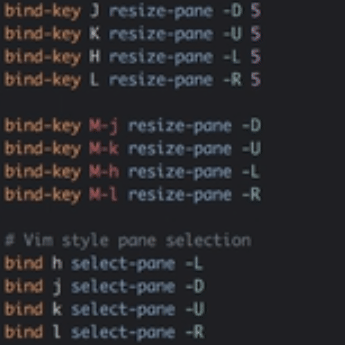 bind-key J resize-pane -D 5
bind-key K resize-pane -U 5
bind-key H resize-pane -L 5
bind-key L resize-pane -R 5
bind-key M-j resize-pane -D
bind-key M-k resize-pane -U
bind-key M-h resize-pane -L
bind-key M-l resize-pane -R
# Vim style pane selection
bind h select-pane -L
bind j select-pane -D
bind k select-pane -U
bind l select-pane -R